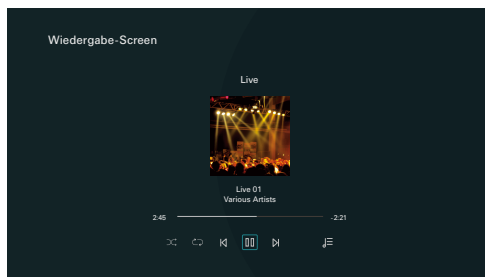 Wiedergabe-Screen
Live
Live 01
Various Artists
2:45
-2:21